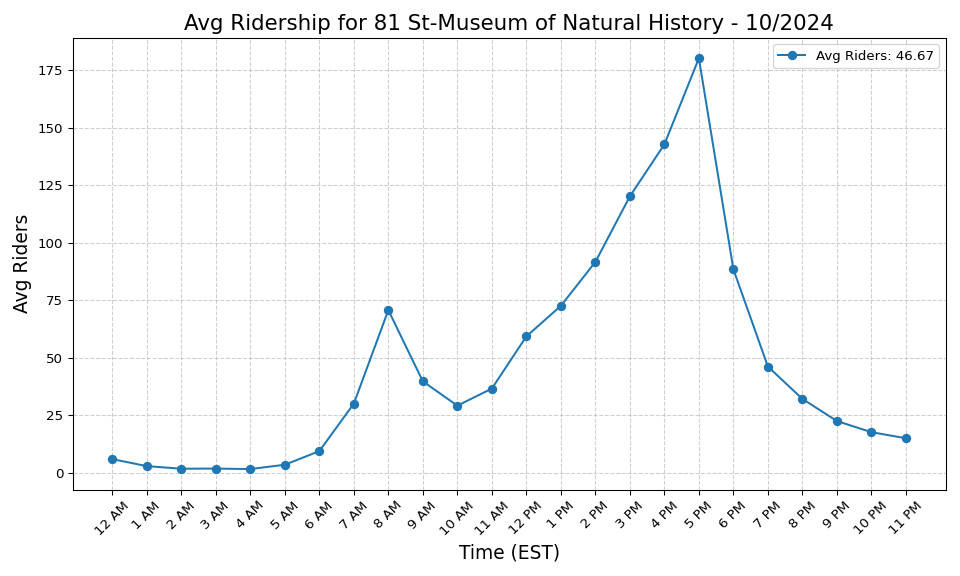 Avg Ridership for 81 St-Museum of Natural History - 10/2024
Avg Riders: 46.67
Avg Riders
175
150
125
100
75
50
25
0
12 AM
1 AM
2 AM
3 AM
4 AM
5 AM
6 AM
7 AM
8 AM
9 AM
10 AM
11 AM
12 PM
1 PM
2 PM
3 PM
4 PM
5 PM
6 PM
7 PM
8 PM
9 PM
10 PM
11 PM
Time (EST)